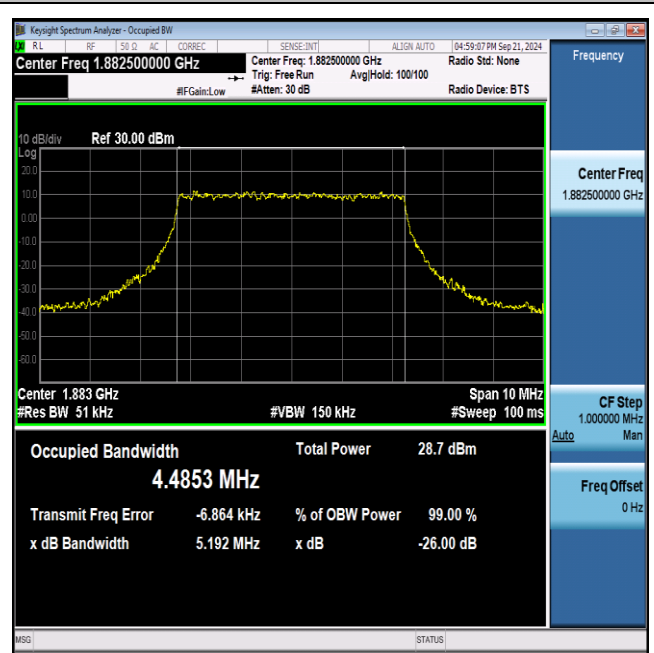 Keysight Spectrum Analyzer - Occupied BW
LXI RL RF 50 Ω AC CORREC SENSE:INT ALIGN AUTO 04:59:07 PM Sep 21, 2024
Center Freq 1.882500000 GHz Center Freq: 1.882500000 GHz Radio Std: None
Trig: Free Run Avg|Hold: 100/100
#IFGain:Low #Atten: 30 dB Radio Device: BTS
10 dB/div Ref 30.00 dBm
Log
20.0
10.0
0.00
-10.0
-20.0
-30.0
-40.0
-50.0
-60.0
Center 1.883 GHz Span 10 MHz
#Res BW 51 kHz #VBW 150 kHz #Sweep 100 ms
Occupied Bandwidth Total Power 28.7 dBm
4.4853 MHz
Transmit Freq Error -6.864 kHz % of OBW Power 99.00 %
x dB Bandwidth 5.192 MHz x dB -26.00 dB
MSG STATUS
Frequency
Center Freq
1.882500000 GHz
CF Step
1.000000 MHz
Auto Man
Freq Offset
0 Hz